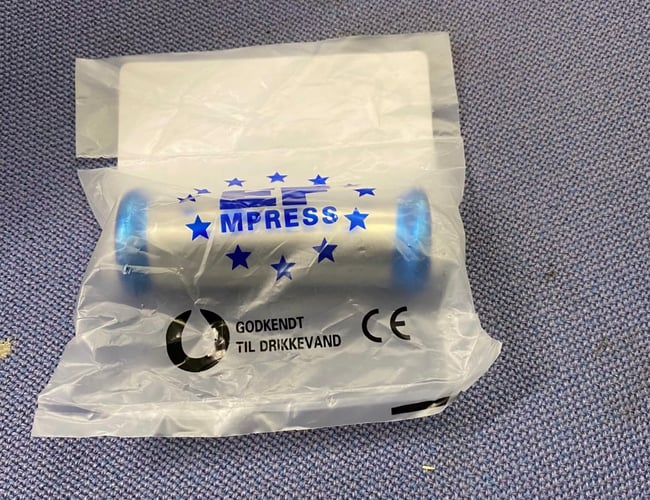 MPRESS
GODKENDT
TIL DRIKKEVAND
CE